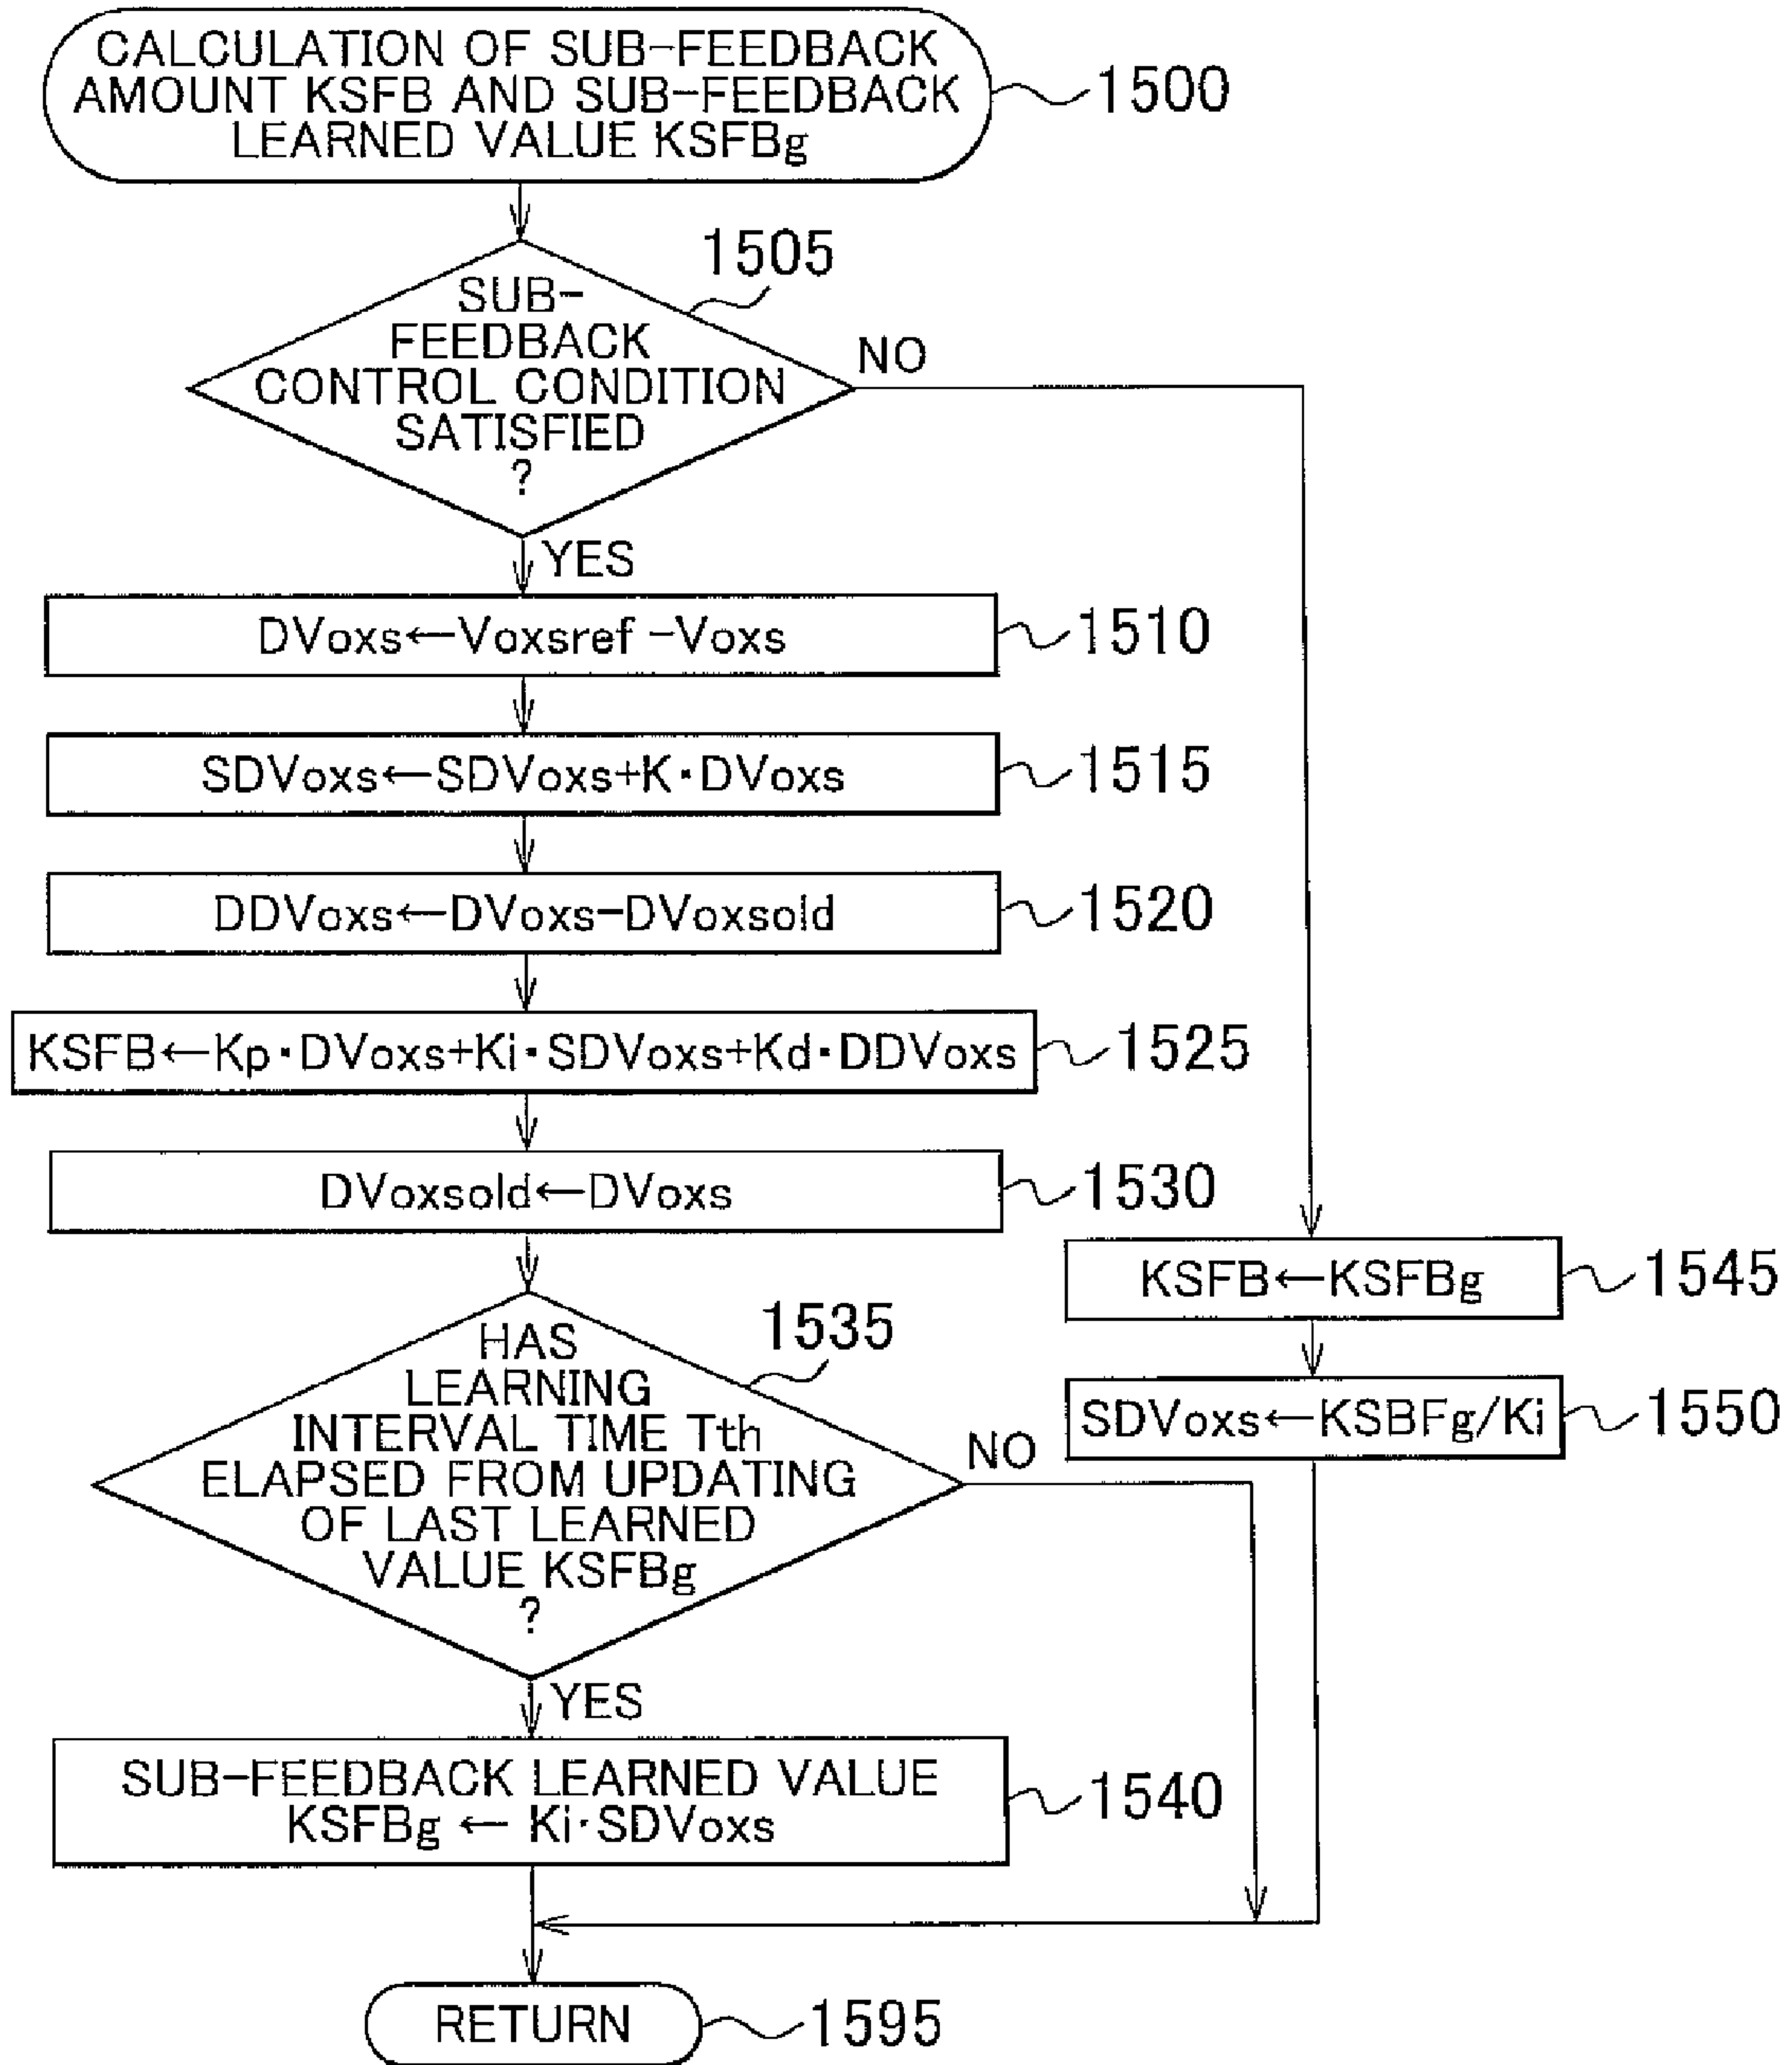 CALCULATION OF SUB-FEEDBACK
AMOUNT KSFB AND SUB-FEEDBACK
LEARNED VALUE KSFBg
1500
1505
SUB-
FEEDBACK
CONTROL CONDITION
SATISFIED
?
NO
YES
DVoxs←Voxsref-Voxs
1510
SDVoxs←SDVoxs+K·DVoxs
1515
DDVoxs←DVoxs-DVoxsold
1520
KSFB←Kp·DVoxs+Ki·SDVoxs+Kd·DDVoxs
1525
DVoxsold←DVoxs
1530
KSFB←KSFBg
1545
SDVoxs←KSBFg/Ki
1550
1535
HAS
LEARNING
INTERVAL TIME Tth
ELAPSED FROM UPDATING
OF LAST LEARNED
VALUE KSFBg
?
NO
YES
SUB-FEEDBACK LEARNED VALUE
KSFBg ← Ki·SDVoxs
1540
RETURN
1595